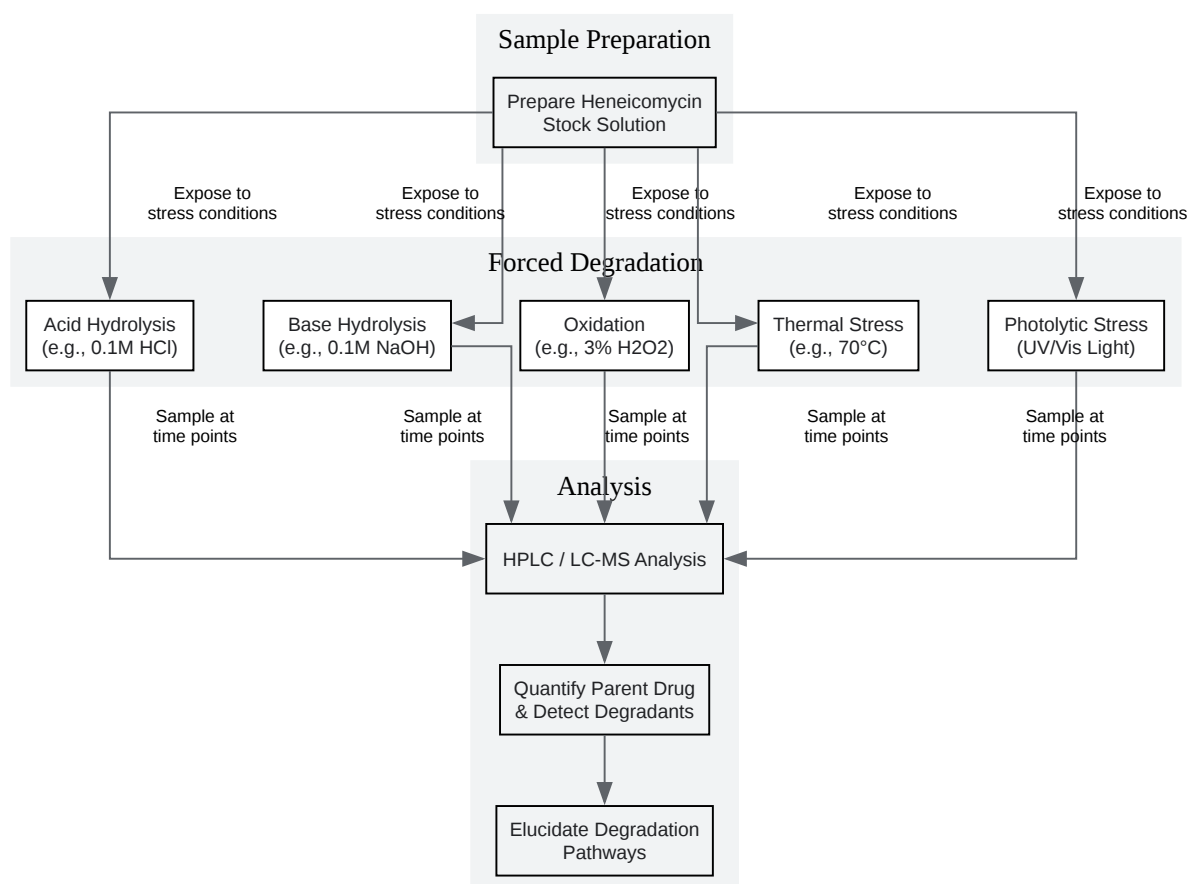 Sample Preparation
Prepare Heneicomycin
Stock Solution
Expose to
stress conditions
Expose to
stress conditions
Expose to
stress conditions
Expose to
stress conditions
Expose to
stress conditions
Forced Degradation
Acid Hydrolysis
(e.g., 0.1M HCl)
Base Hydrolysis
(e.g., 0.1M NaOH)
Oxidation
(e.g., 3% H2O2)
Thermal Stress
(e.g., 70°C)
Photolytic Stress
(UV/Vis Light)
Sample at
time points
Sample at
time points
Sample at
time points
Sample at
time points
Sample at
time points
Analysis
HPLC / LC-MS Analysis
Quantify Parent Drug
& Detect Degradants
Elucidate Degradation
Pathways